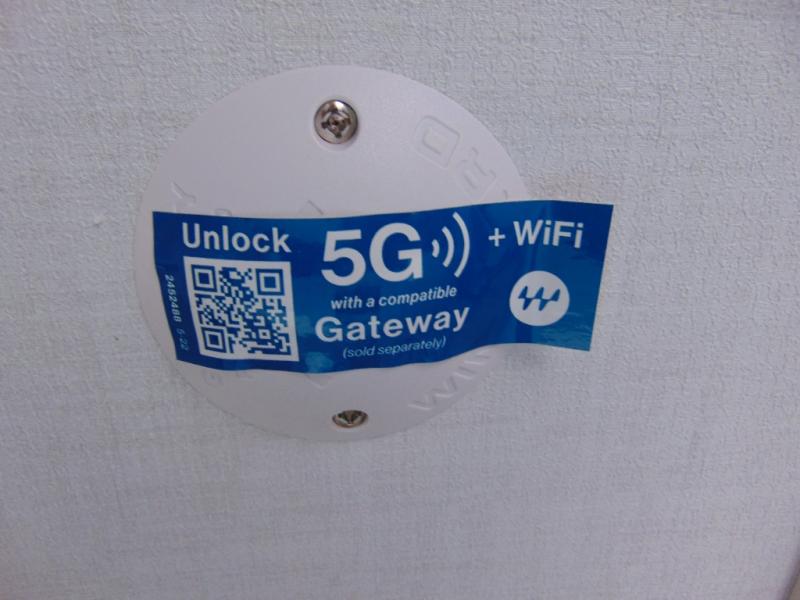 Unlock
5G
+ WiFi
with a compatible
Gateway
(sold separately)
2452488 5-22